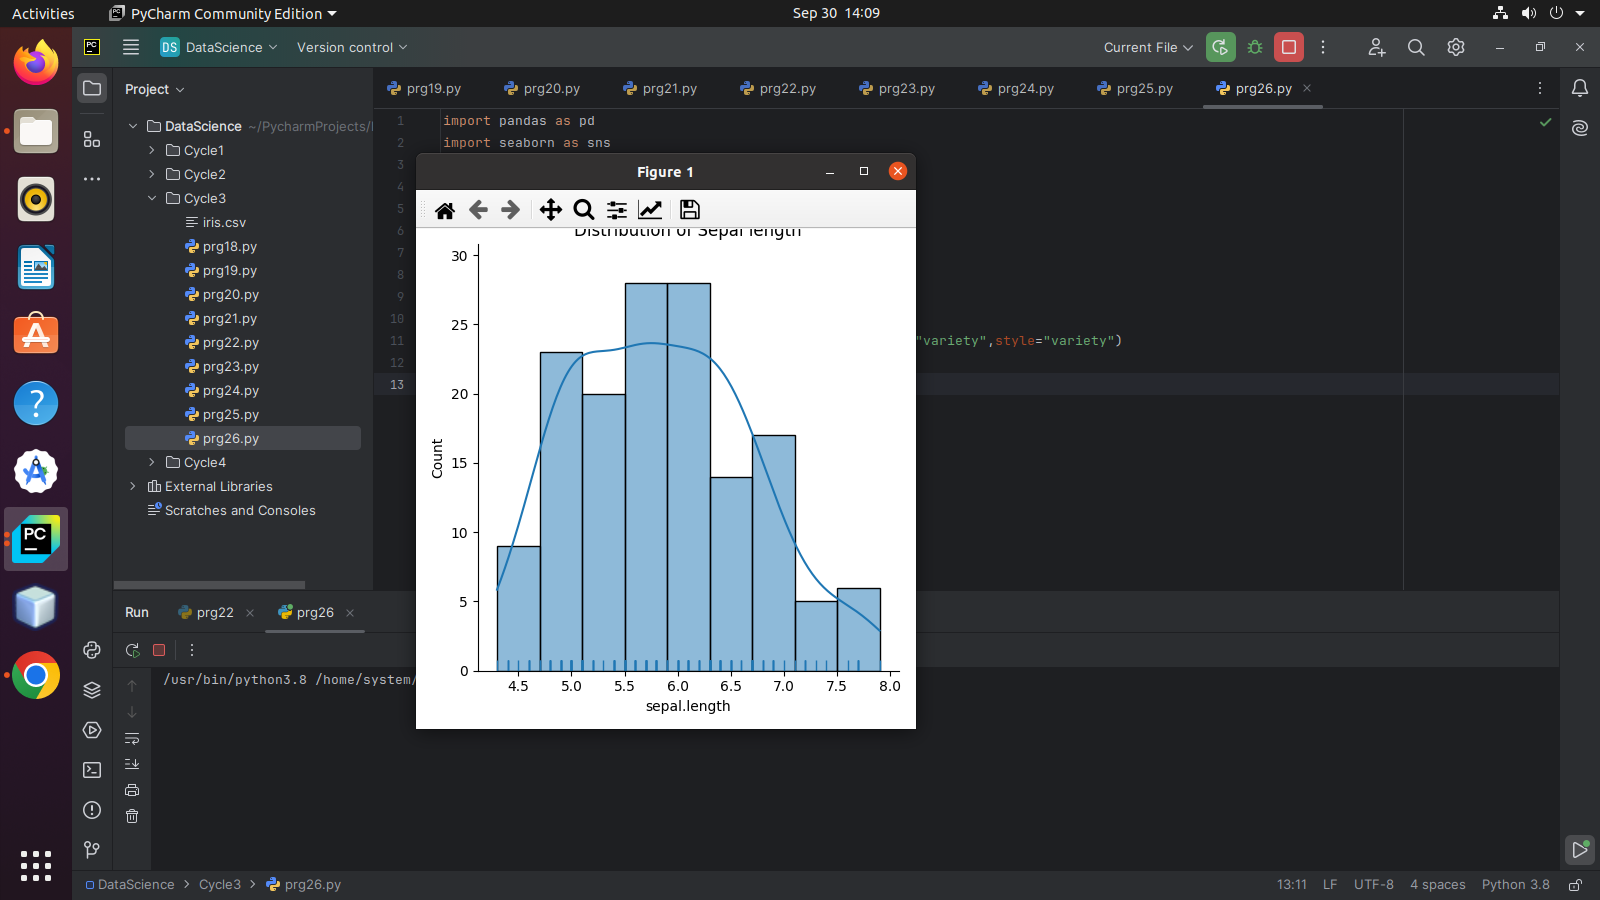 Activities
PyCharm Community Edition
Sep 30 14:09
PC
DS DataScience
Version control
Current File
Project
prg19.py
prg20.py
prg21.py
prg22.py
prg23.py
prg24.py
prg25.py
prg26.py
DataScience ~/PycharmProjects/
Cycle1
Cycle2
Cycle3
iris.csv
prg18.py
prg19.py
prg20.py
prg21.py
prg22.py
prg23.py
prg24.py
prg25.py
prg26.py
Cycle4
External Libraries
Scratches and Consoles
1 import pandas as pd
2 import seaborn as sns
3
4
5
6
7
8
9
10
11 "variety",style="variety")
12
13
Figure 1
Distribution of Sepal length
30
25
20
15
10
5
0
Count
4.5 5.0 5.5 6.0 6.5 7.0 7.5 8.0
sepal.length
PC
Run
prg22
prg26
/usr/bin/python3.8 /home/system/
DataScience > Cycle3 > prg26.py
13:11 LF UTF-8 4 spaces Python 3.8